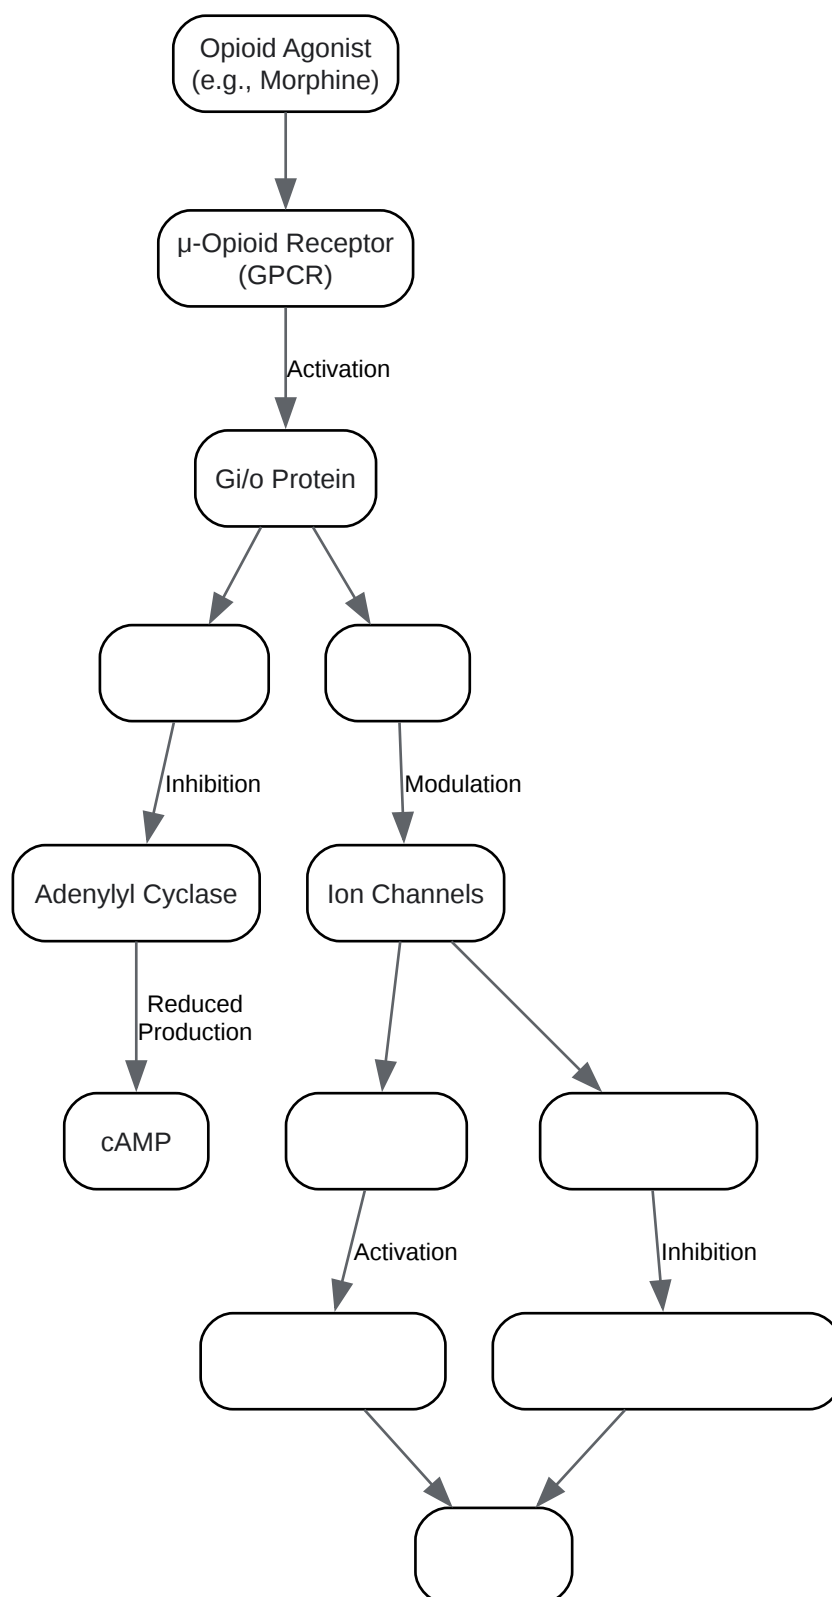 Opioid Agonist
(e.g., Morphine)
μ-Opioid Receptor
(GPCR)
Activation
Gi/o Protein
Inhibition
Modulation
Adenylyl Cyclase
Ion Channels
Reduced
Production
cAMP
Activation
Inhibition